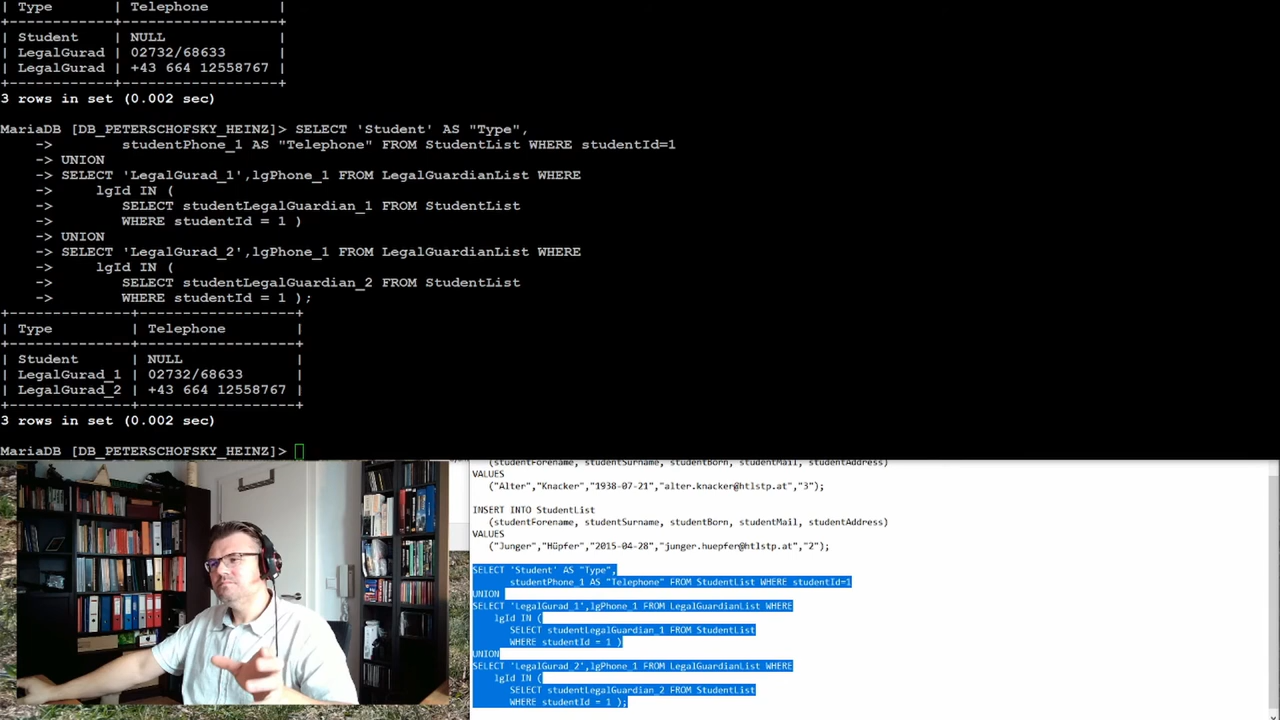 | Type    | Telephone        |
+---------+------------------+
| Student | NULL             |
| LegalGurad | 02732/68633      |
| LegalGurad | +43 664 12558767 |
+---------+------------------+
3 rows in set (0.002 sec)
MariaDB [DB_PETERSCHOFSKY_HEINZ]> SELECT 'Student' AS "Type",
    ->        studentPhone_1 AS "Telephone" FROM StudentList WHERE studentId=1
    -> UNION
    -> SELECT 'LegalGurad_1',lgPhone_1 FROM LegalGuardianList WHERE
    ->     lgId IN (
    ->        SELECT studentLegalGuardian_1 FROM StudentList
    ->        WHERE studentId = 1 )
    -> UNION
    -> SELECT 'LegalGurad_2',lgPhone_1 FROM LegalGuardianList WHERE
    ->     lgId IN (
    ->        SELECT studentLegalGuardian_2 FROM StudentList
    ->        WHERE studentId = 1 );
+--------------+------------------+
| Type         | Telephone        |
+--------------+------------------+
| Student      | NULL             |
| LegalGurad_1 | 02732/68633      |
| LegalGurad_2 | +43 664 12558767 |
+--------------+------------------+
3 rows in set (0.002 sec)
MariaDB [DB_PETERSCHOFSKY_HEINZ]>
(studentForename, studentSurname, studentBorn, studentMail, studentAddress)
VALUES
("Alter","Knacker","1938-07-21","alter.knacker@htlstp.at","3");
INSERT INTO StudentList
(studentForename, studentSurname, studentBorn, studentMail, studentAddress)
VALUES
("Junger","Hüpfer","2015-04-28","junger.huepfer@htlstp.at","2");
SELECT 'Student' AS "Type",
studentPhone_1 AS "Telephone" FROM StudentList WHERE studentId=1
UNION
SELECT 'LegalGurad_1',lgPhone_1 FROM LegalGuardianList WHERE
lgId IN (
SELECT studentLegalGuardian_1 FROM StudentList
WHERE studentId = 1 )
UNION
SELECT 'LegalGurad_2',lgPhone_1 FROM LegalGuardianList WHERE
lgId IN (
SELECT studentLegalGuardian_2 FROM StudentList
WHERE studentId = 1 );